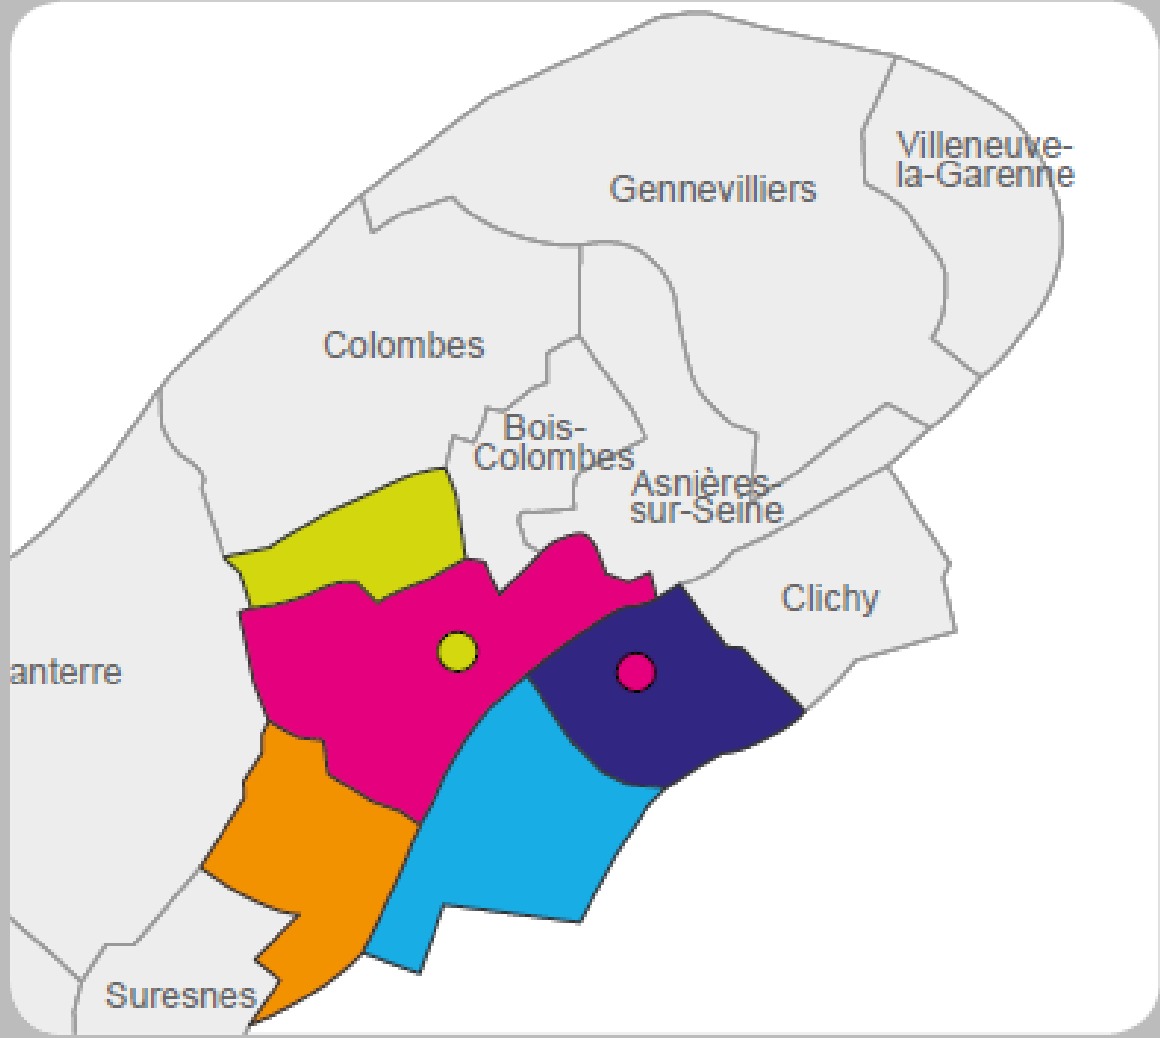 Villeneuve-
la-Garenne
Gennevilliers
Colombes
Bois-
Colombes
Asnières-
sur-Seine
Clichy
anterre
Suresnes